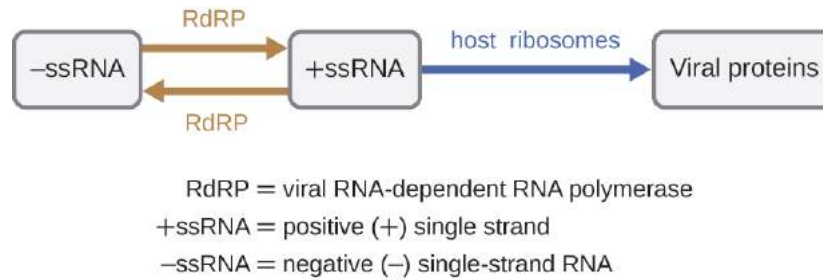 RdRP
−ssRNA
+ssRNA
host ribosomes
Viral proteins
RdRP
RdRP = viral RNA-dependent RNA polymerase
+ssRNA = positive (+) single strand
−ssRNA = negative (−) single-strand RNA